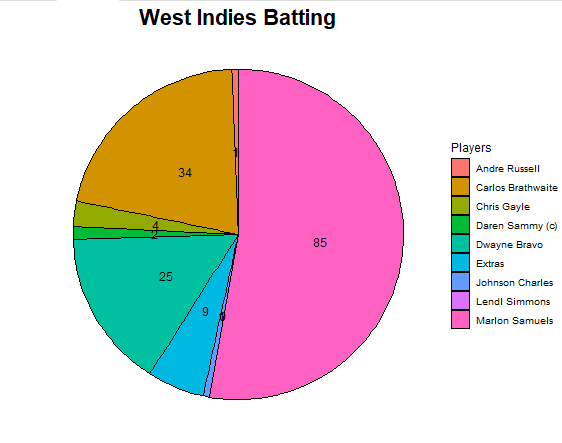 West Indies Batting
1
34
4
2
85
25
9
Players
Andre Russell
Carlos Brathwaite
Chris Gayle
Daren Sammy (c)
Dwayne Bravo
Extras
Johnson Charles
Lendl Simmons
Marlon Samuels